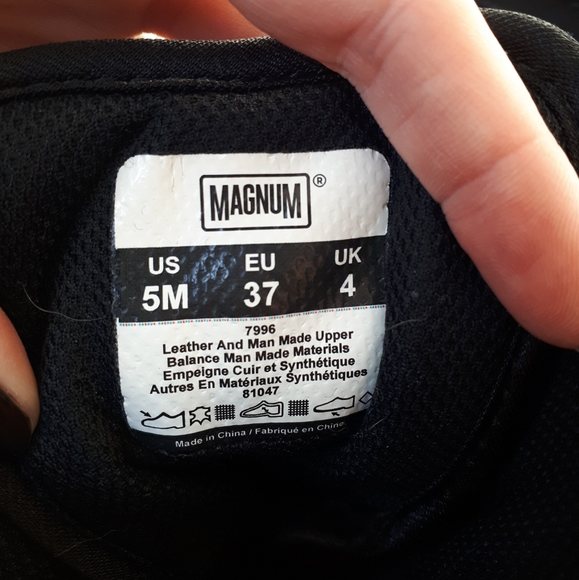 MAGNUM®
US EU UK
5M 37 4
7996
Leather And Man Made Upper
Balance Man Made Materials
Empeigne Cuir et Synthétique
Autres En Matériaux Synthétiques
81047
Made in China / Fabriqué en Chine